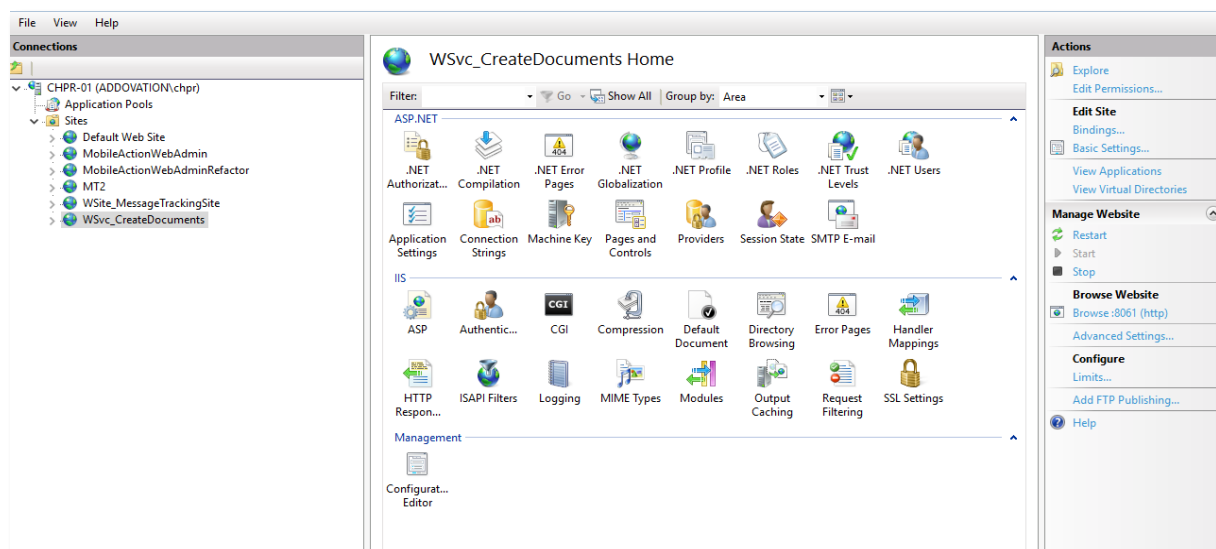 File View Help
Connections
CHPR-01 (ADDOVATION\chpr)
Application Pools
Sites
Default Web Site
MobileActionWebAdmin
MobileActionWebAdminRefactor
MT2
WSite_MessageTrackingSite
WSvc_CreateDocuments
WSvc_CreateDocuments Home
Filter: Go Show All Group by: Area
ASP.NET
.NET Authorizat...
.NET Compilation
404
.NET Error Pages
.NET Globalization
.NET Profile
.NET Roles
.NET Trust Levels
.NET Users
Application Settings
ab
Connection Strings
Machine Key
Pages and Controls
Providers
Session State
SMTP E-mail
IIS
ASP
Authentic...
CGI
CGI
Compression
Default Document
Directory Browsing
404
Error Pages
Handler Mappings
HTTP Respon...
ISAPI Filters
Logging
MIME Types
Modules
Output Caching
Request Filtering
SSL Settings
Management
Configurat... Editor
Actions
Explore
Edit Permissions...
Edit Site
Bindings...
Basic Settings...
View Applications
View Virtual Directories
Manage Website
Restart
Start
Stop
Browse Website
Browse :8061 (http)
Advanced Settings...
Configure
Limits...
Add FTP Publishing...
Help